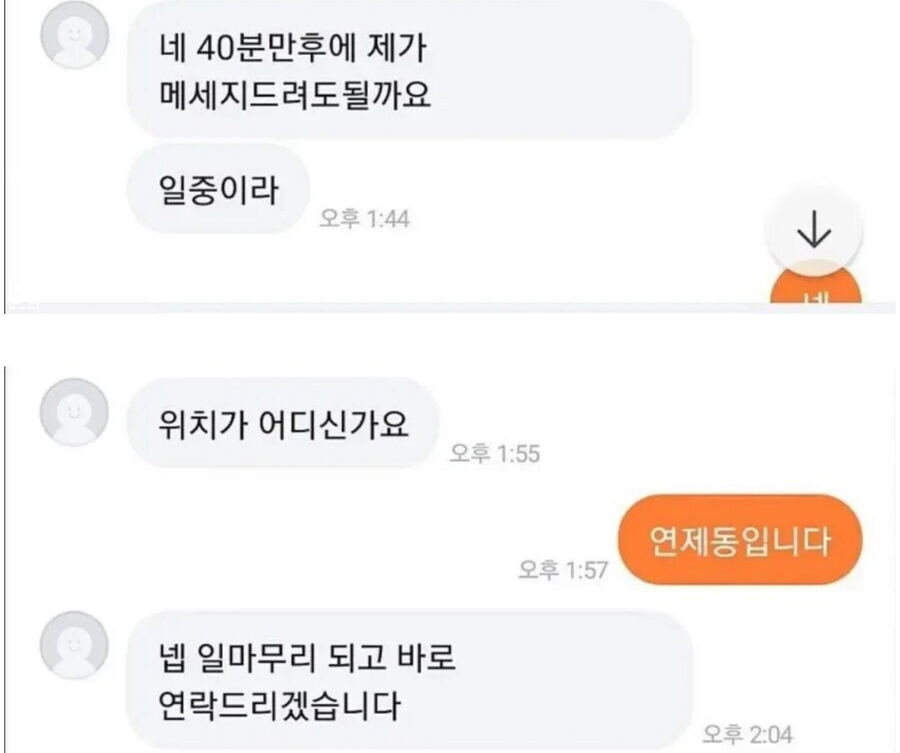 네 40분만후에 제가
메세지드려도될까요
일중이라
오후 1:44
네
위치가 어디신가요
오후 1:55
연제동입니다
오후 1:57
넵 일마무리 되고 바로
연락드리겠습니다
오후 2:04